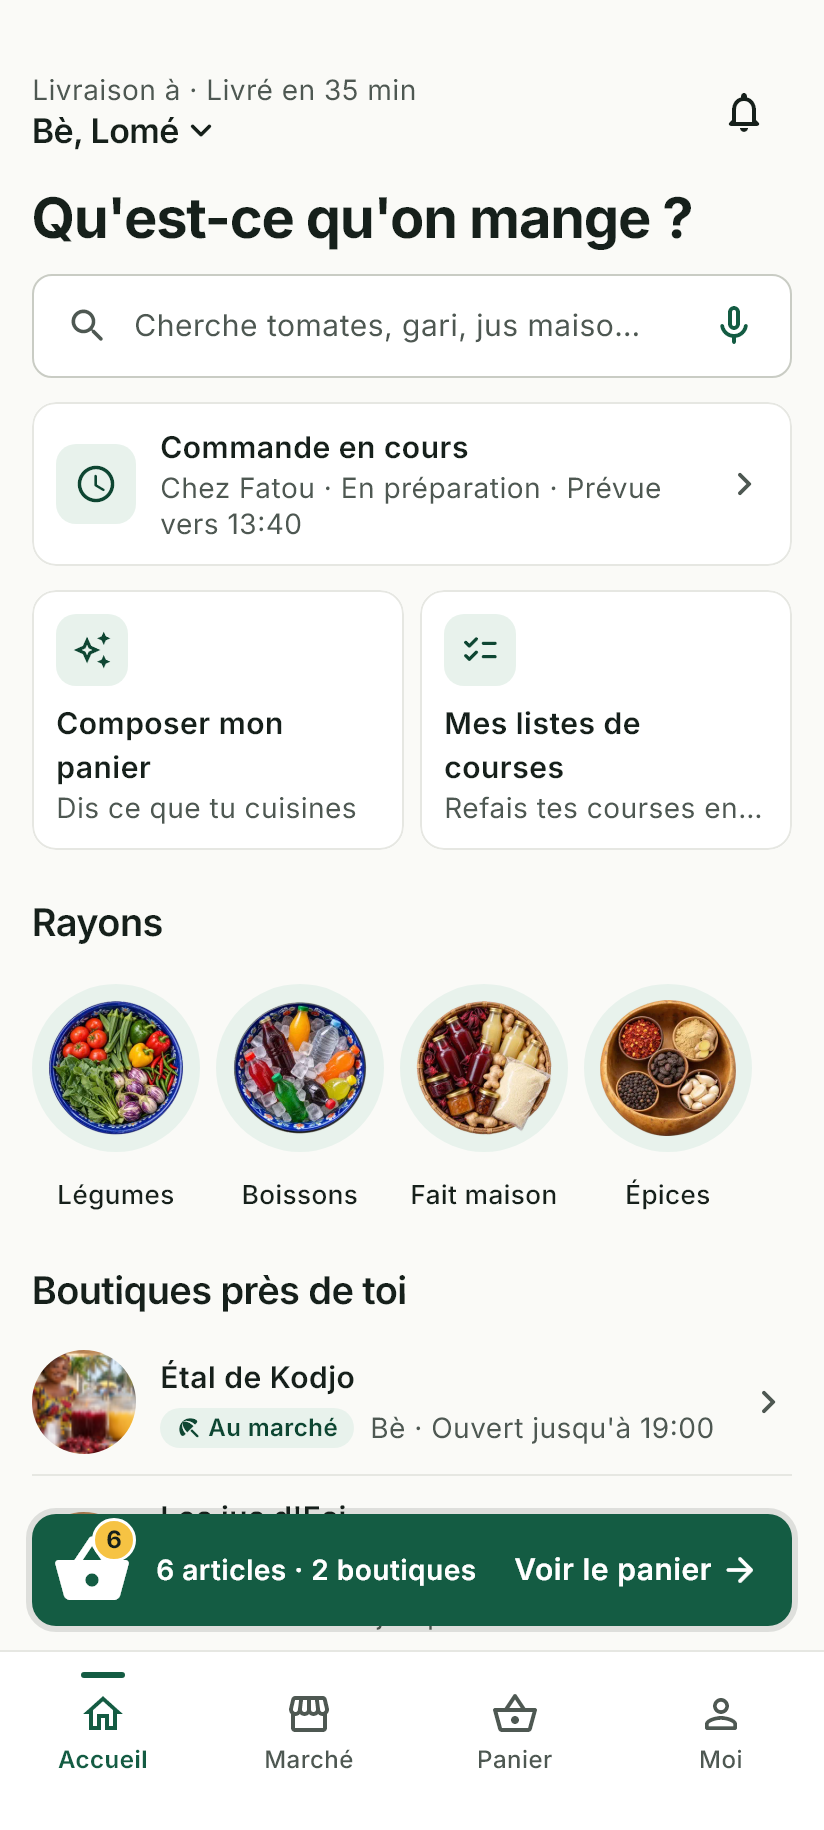 Livraison à · Livré en 35 min
Bè, Lomé
Qu'est-ce qu'on mange ?
Cherche tomates, gari, jus maiso...
Commande en cours
Chez Fatou · En préparation · Prévue
vers 13:40
Composer mon
panier
Dis ce que tu cuisines
Mes listes de
courses
Refais tes courses en...
Rayons
Légumes
Boissons
Fait maison
Épices
Boutiques près de toi
Étal de Kodjo
Au marché
Bè · Ouvert jusqu'à 19:00
6
6 articles · 2 boutiques
Voir le panier
Accueil
Marché
Panier
Moi